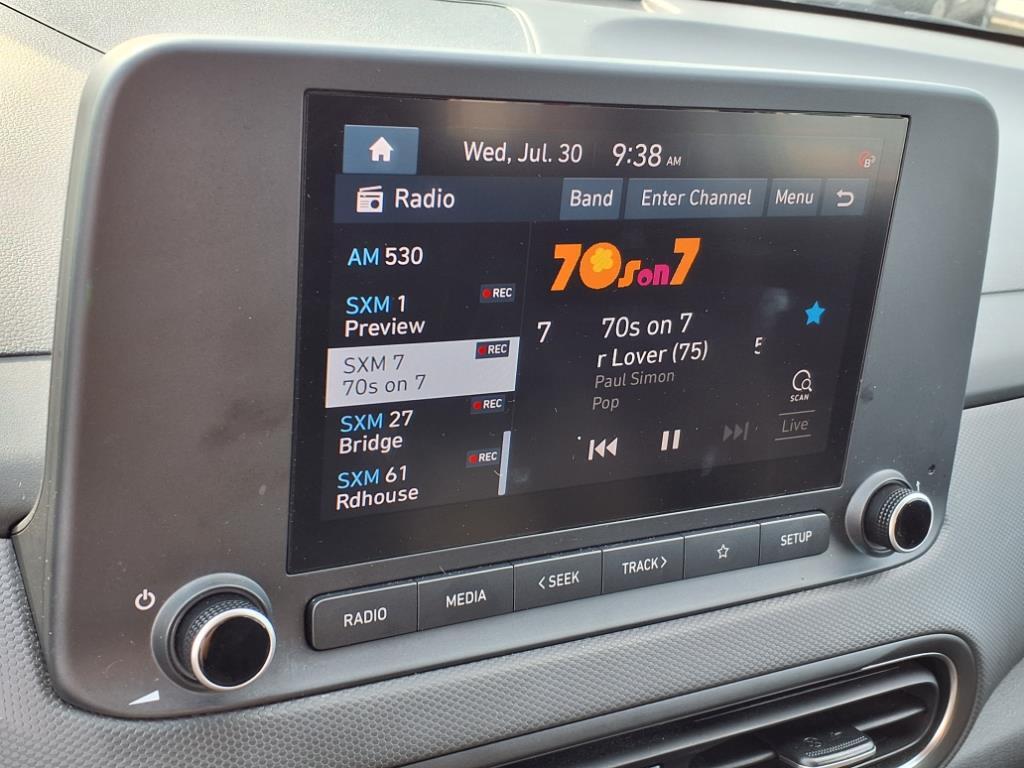 Wed, Jul. 30 9:38 AM
Radio Band Enter Channel Menu
AM 530
SXM 1 REC
Preview
SXM 7 REC
70s on 7
SXM 27 REC
Bridge
SXM 61 REC
Rdhouse
70s on 7
7 70s on 7
r Lover (75)
Paul Simon
Pop
SCAN
Live
RADIO MEDIA < SEEK TRACK > SETUP